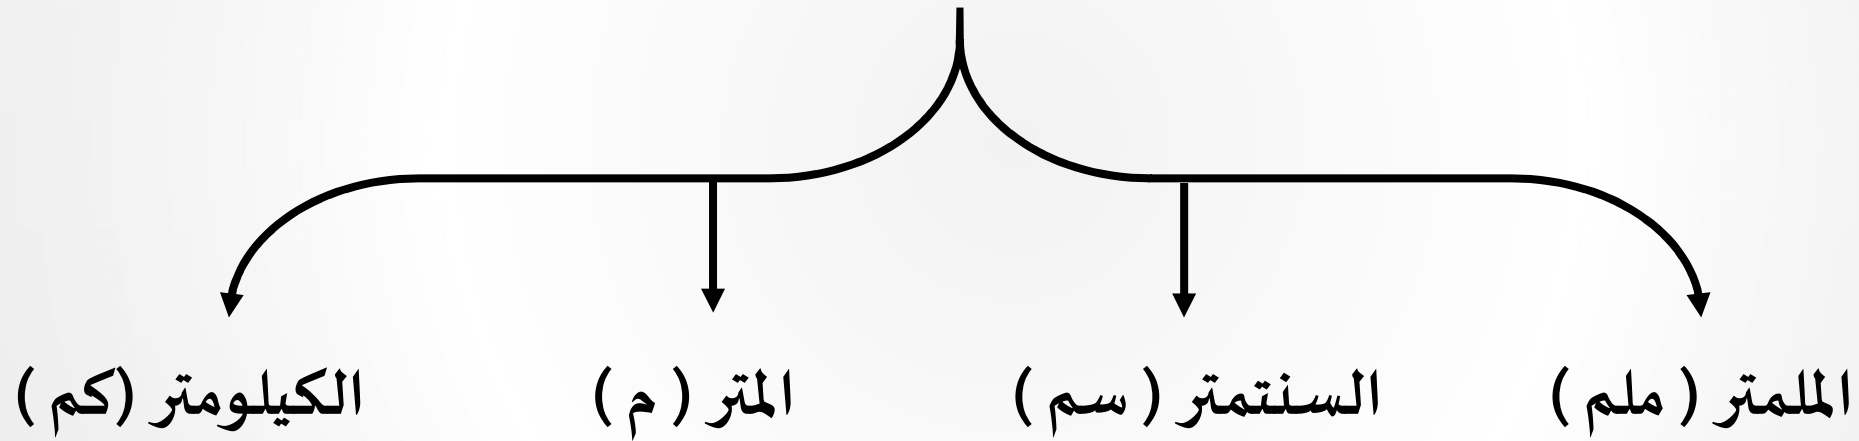 الملمتر ( ملم ) السنتمتر ( سم ) المتر ( م ) الكيلومتر (كم )